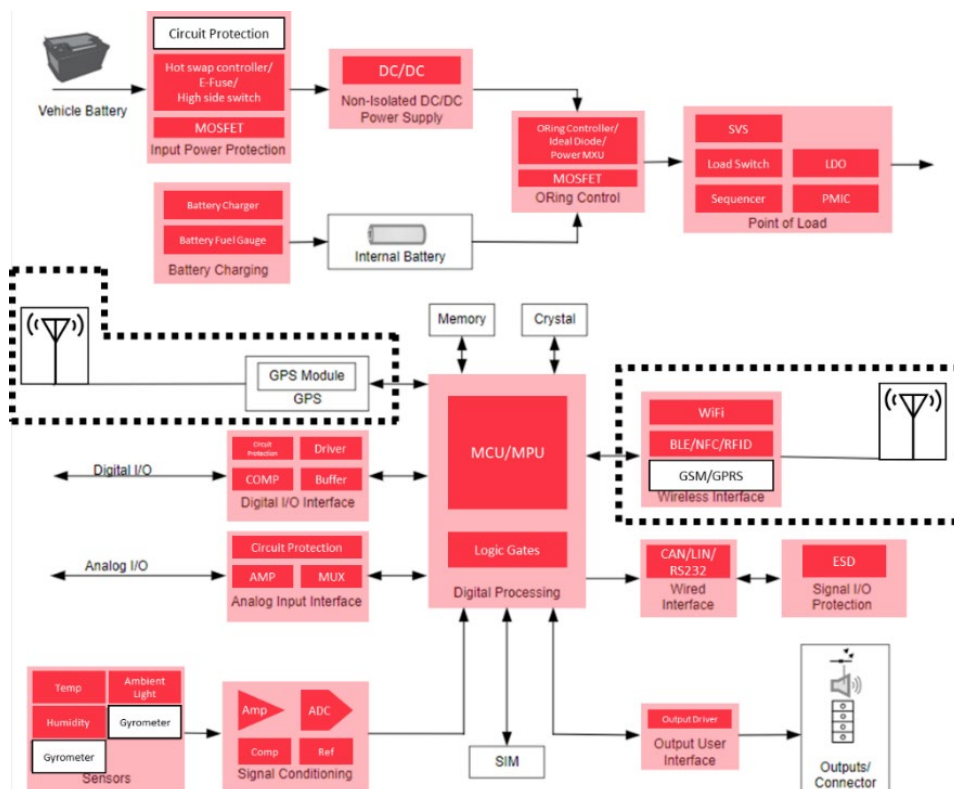 Circuit Protection
Hot swap controller/
E-Fuse/
High side switch
MOSFET
Input Power Protection
Vehicle Battery
DC/DC
Non-Isolated DC/DC
Power Supply
ORing Controller/
Ideal Diode/
Power MXU
MOSFET
ORing Control
SVS
Load Switch
LDO
Sequencer
PMIC
Point of Load
Battery Charger
Battery Fuel Gauge
Battery Charging
Internal Battery
Memory
Crystal
GPS Module
GPS
MCU/MPU
Logic Gates
Digital Processing
WiFi
BLE/NFC/RFID
GSM/GPRS
Wireless Interface
Digital I/O
Circuit
Protection
Driver
COMP
Buffer
Digital I/O Interface
Analog I/O
Circuit Protection
AMP
MUX
Analog Input Interface
CAN/LIN/
RS232
Wired
Interface
ESD
Signal I/O
Protection
Temp
Ambient
Light
Humidity
Gyrometer
Gyrometer
Sensors
Amp
ADC
Comp
Ref
Signal Conditioning
SIM
Output Driver
Output User
Interface
Outputs/
Connector